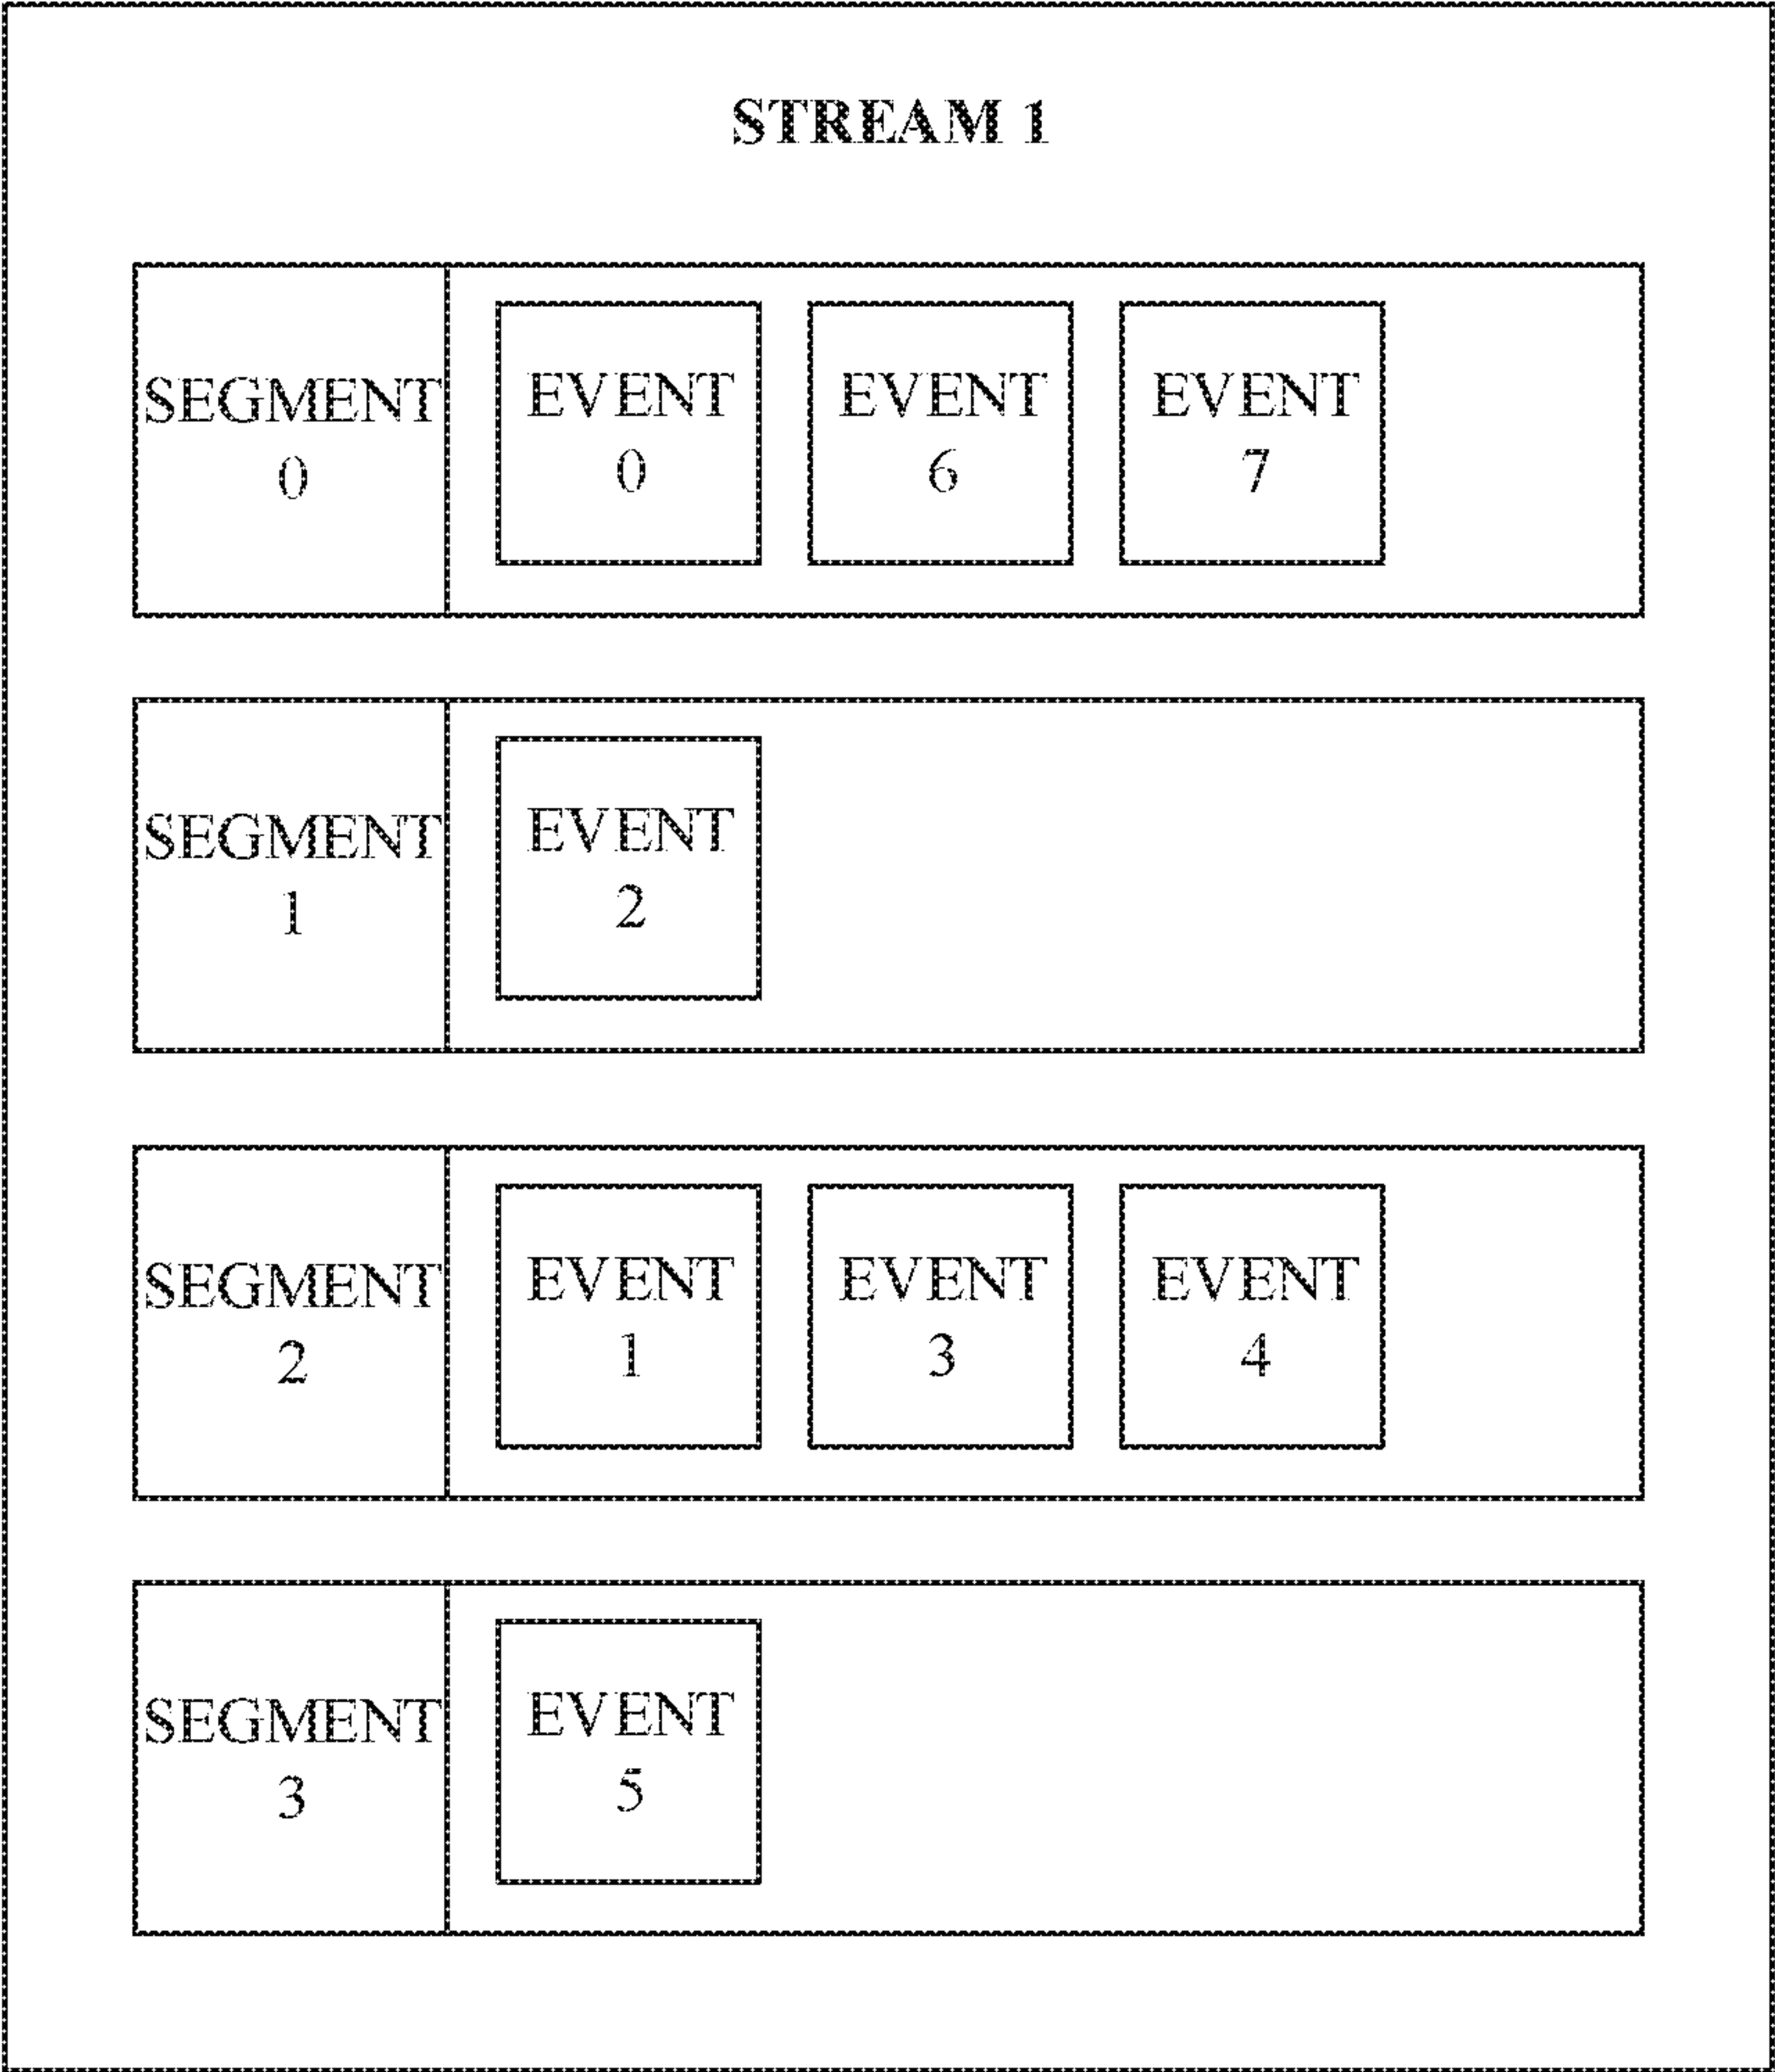 STREAM 1
SEGMENT
0
EVENT
0
EVENT
6
EVENT
7
SEGMENT
1
EVENT
2
SEGMENT
2
EVENT
1
EVENT
3
EVENT
4
SEGMENT
3
EVENT
5